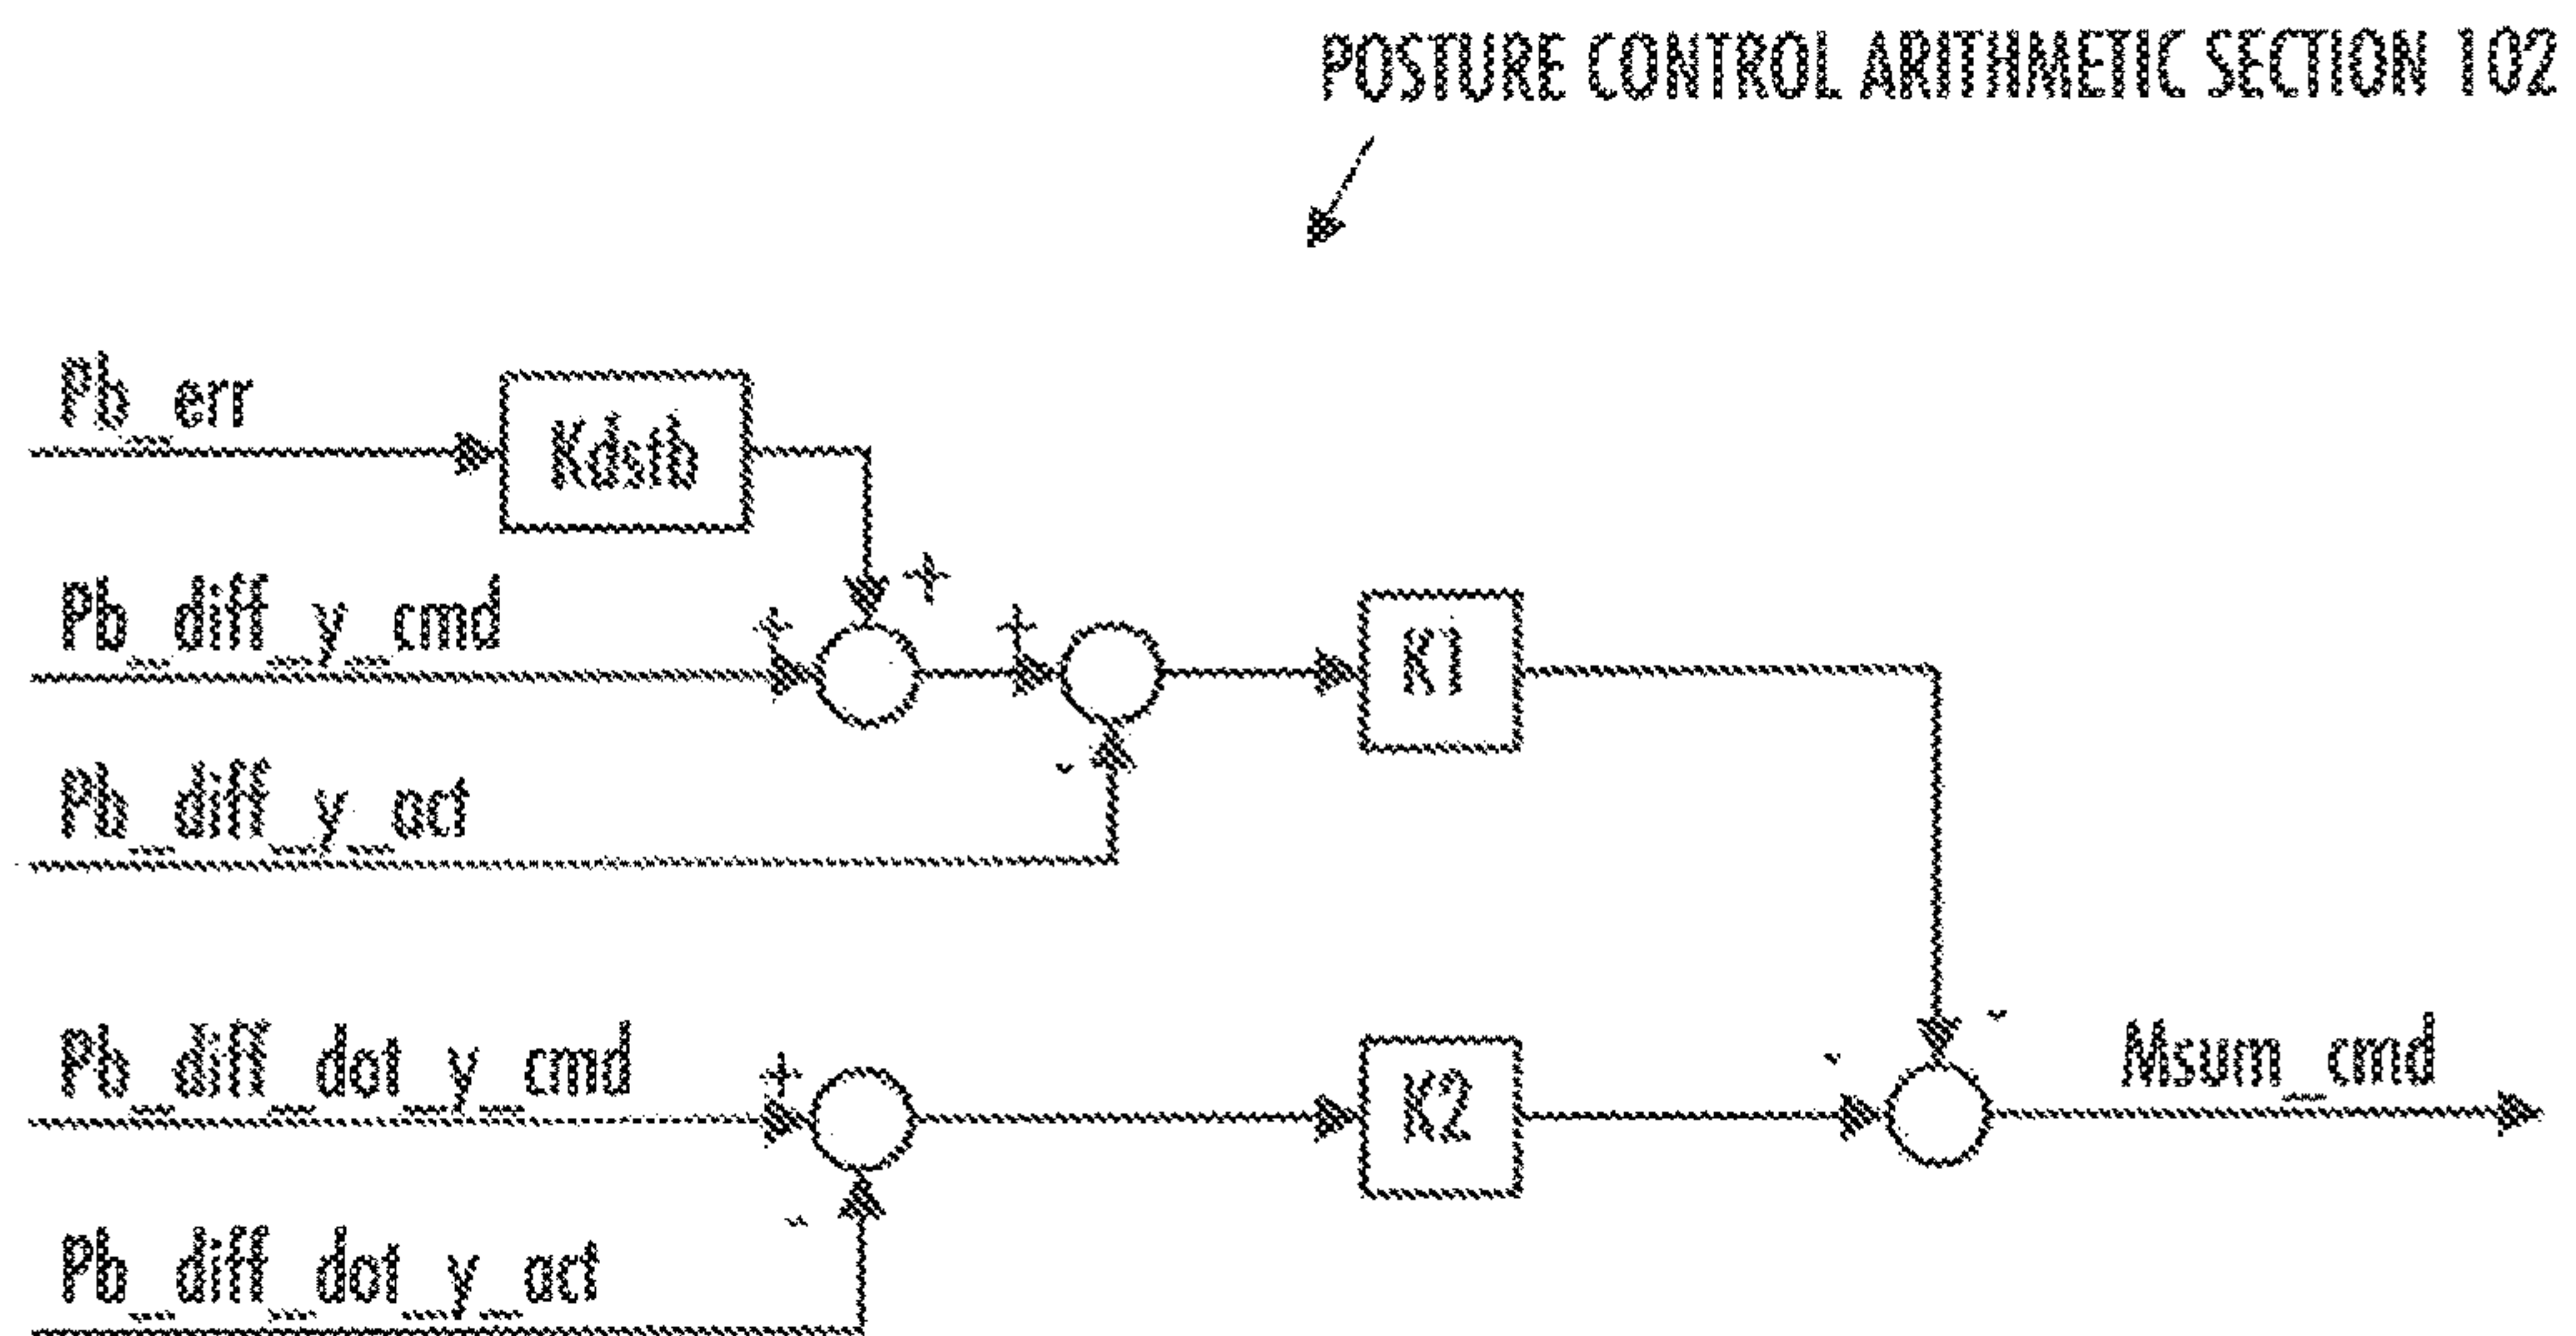 POSTURE CONTROL ARITHMETIC SECTION 102
Pb_err
Kdstb
+
Pb_diff_y_cmd
+
+
K1
Pb_diff_y_act
-
Pb_diff_dot_y_cmd
+
K2
-
-
Msum_cmd
Pb_diff_dot_y_act
-